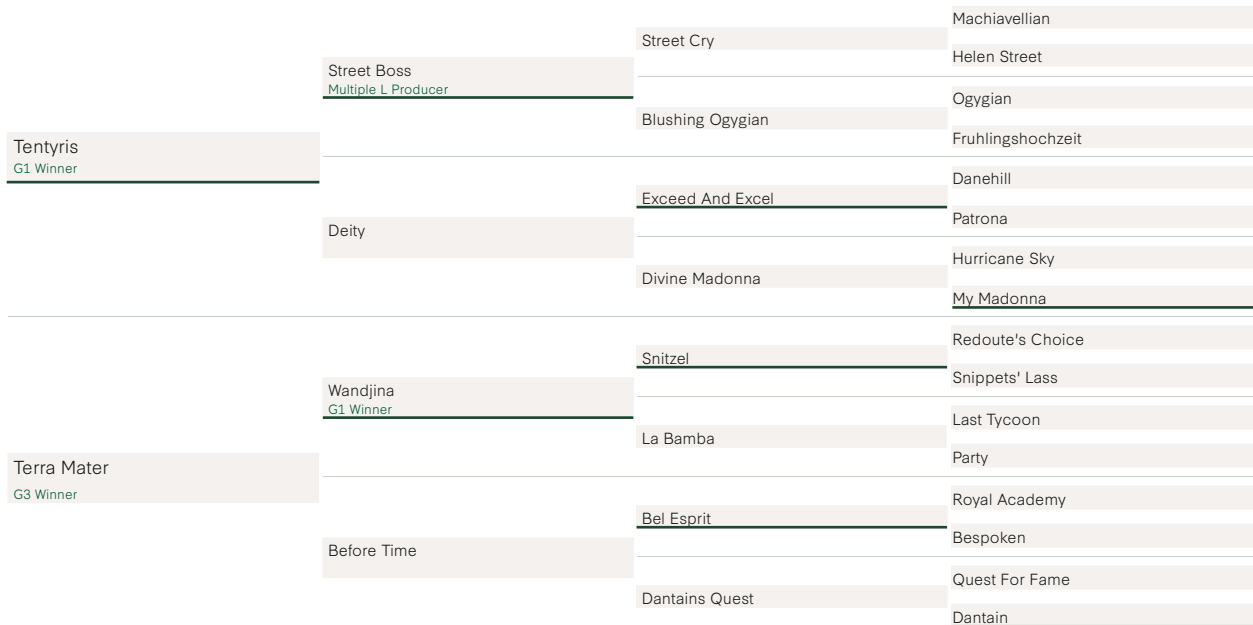 Machiavellian
Street Cry
Helen Street
Street Boss
Multiple L Producer
Ogygian
Blushing Ogygian
Fruhlingshochzeit
Tentyris
G1 Winner
Danehill
Exceed And Excel
Patrona
Deity
Hurricane Sky
Divine Madonna
My Madonna
Redoute's Choice
Snitzel
Snippets' Lass
Wandjina
G1 Winner
Last Tycoon
La Bamba
Party
Terra Mater
G3 Winner
Royal Academy
Bel Esprit
Bespoken
Before Time
Quest For Fame
Dantains Quest
Dantain